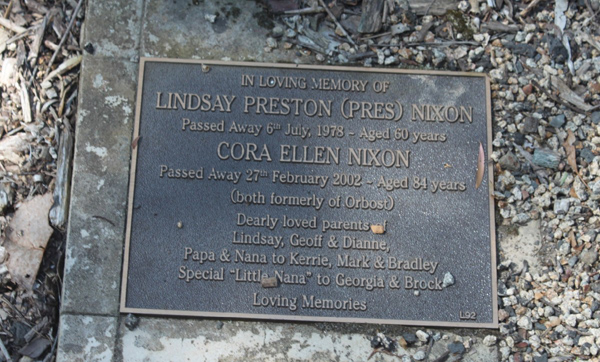 IN LOVING MEMORY OF
LINDSAY PRESTON (PRES) NIXON
Passed Away 6th July, 1978 - Aged 60 years
CORA ELLEN NIXON
Passed Away 27th February 2002 - Aged 84 years
(both formerly of Orbost)
Dearly loved parents of
Lindsay, Geoff & Dianne,
Papa & Nana to Kerrie, Mark & Bradley
Special "Little Nana" to Georgia & Brock
Loving Memories
L92